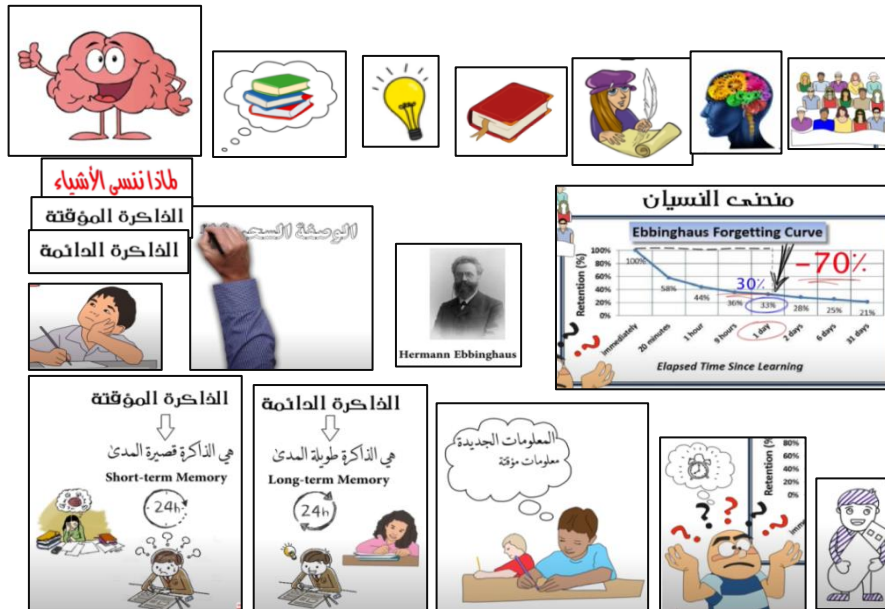 لماذا ننسى الأشياء
الذاكرة المؤقتة
الذاكرة الدائمة
الوصفة
Hermann Ebbinghaus
منحنى النسيان
Ebbinghaus Forgetting Curve
Retention (%)
100%
80%
60%
40%
20%
0%
100%
58%
44%
36%
33%
28%
25%
21%
30%
-70%
immediately
20 minutes
1 hour
9 hours
1 day
2 days
6 days
31 days
Elapsed Time Since Learning
الذاكرة المؤقتة
هي الذاكرة قصيرة المدى
Short-term Memory
24h
الذاكرة الدائمة
هي الذاكرة طويلة المدى
Long-term Memory
24h
المعلومات الجديدة
معلومات مؤقتة
Retention (%)
80%
60%
40%
20%
0%
? ? ? ? ? ?